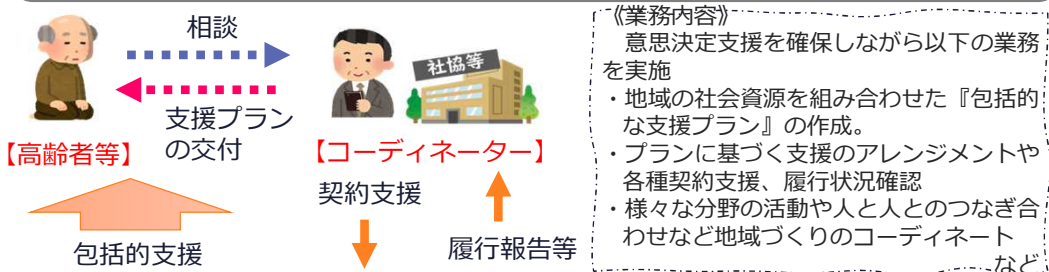 相談
社協等
支援プラン
の交付
【高齢者等】
【コーディネーター】
契約支援
履行報告等
包括的支援
《業務内容》
意思決定支援を確保しながら以下の業務
を実施
・地域の社会資源を組み合わせた『包括的
な支援プラン』の作成。
・プランに基づく支援のアレンジメントや
各種契約支援、履行状況確認
・様々な分野の活動や人と人とのつなぎ合
わせなど地域づくりのコーディネート
など